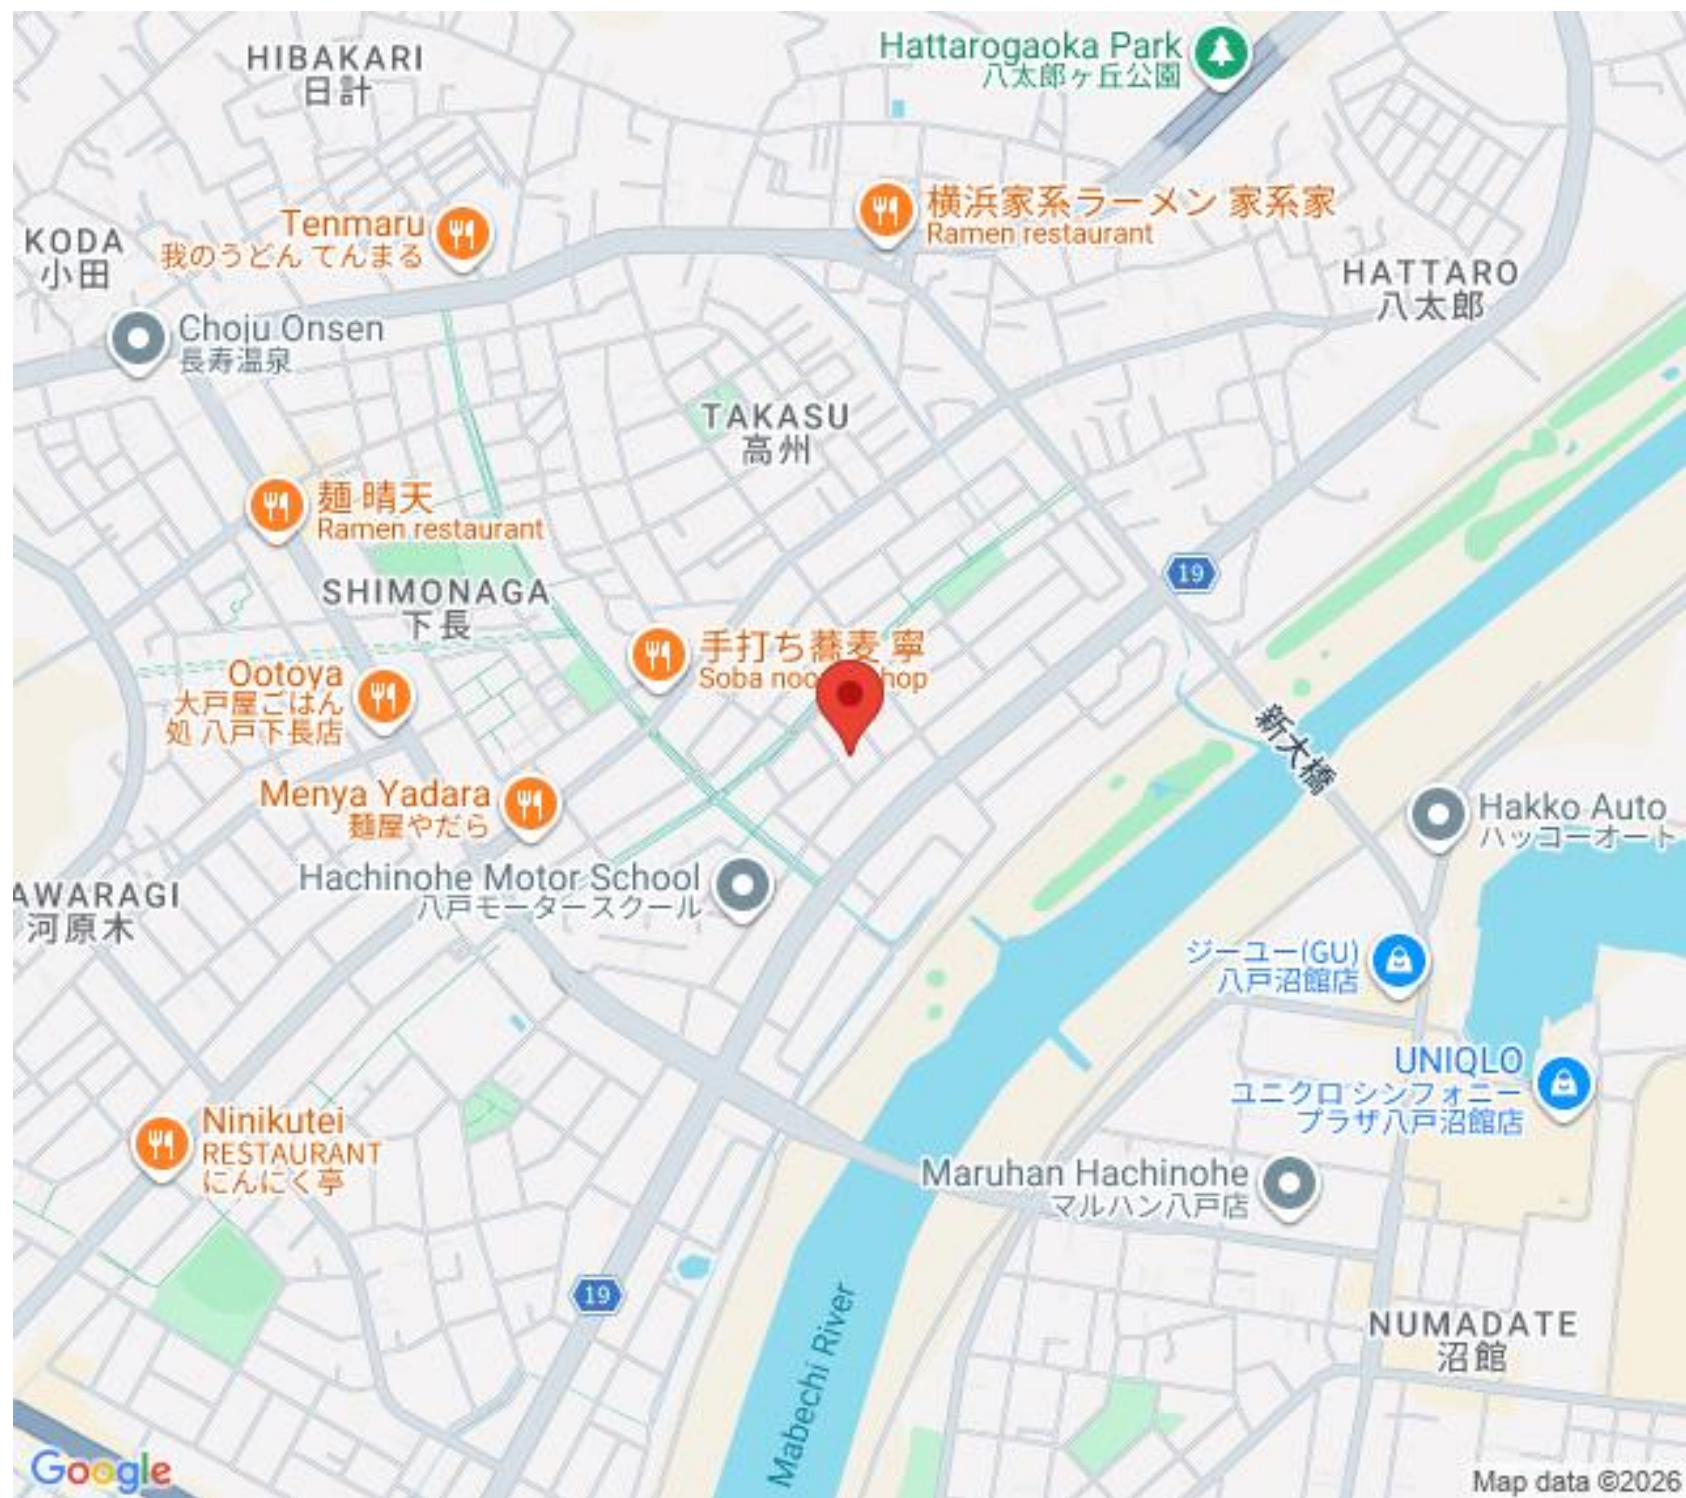 HIBAKARI
日計
Hattarogaoka Park
八太郎ヶ丘公園
Tenmaru
我のうどん てんまる
横浜家系ラーメン 家系家
Ramen restaurant
KODA
小田
HATTARO
八太郎
Choju Onsen
長寿温泉
TAKASU
高州
麺 晴天
Ramen restaurant
19
SHIMONAGA
下長
手打ち蕎麦 寧
Soba noo hop
Ootoya
大戸屋ごはん
処 八戸下長店
新大橋
Menya Yadara
麺屋やだら
Hakko Auto
ハッコーオート
Hachinohe Motor School
八戸モータースクール
AWARAGI
河原木
ジーユー(GU)
八戸沼館店
UNIQLO
ユニクロ シンフォニー
プラザ八戸沼館店
Ninikutei
RESTAURANT
にんにく亭
Maruhan Hachinohe
マルハン八戸店
19
Mabechi River
NUMADATE
沼館
Google
Map data ©2026